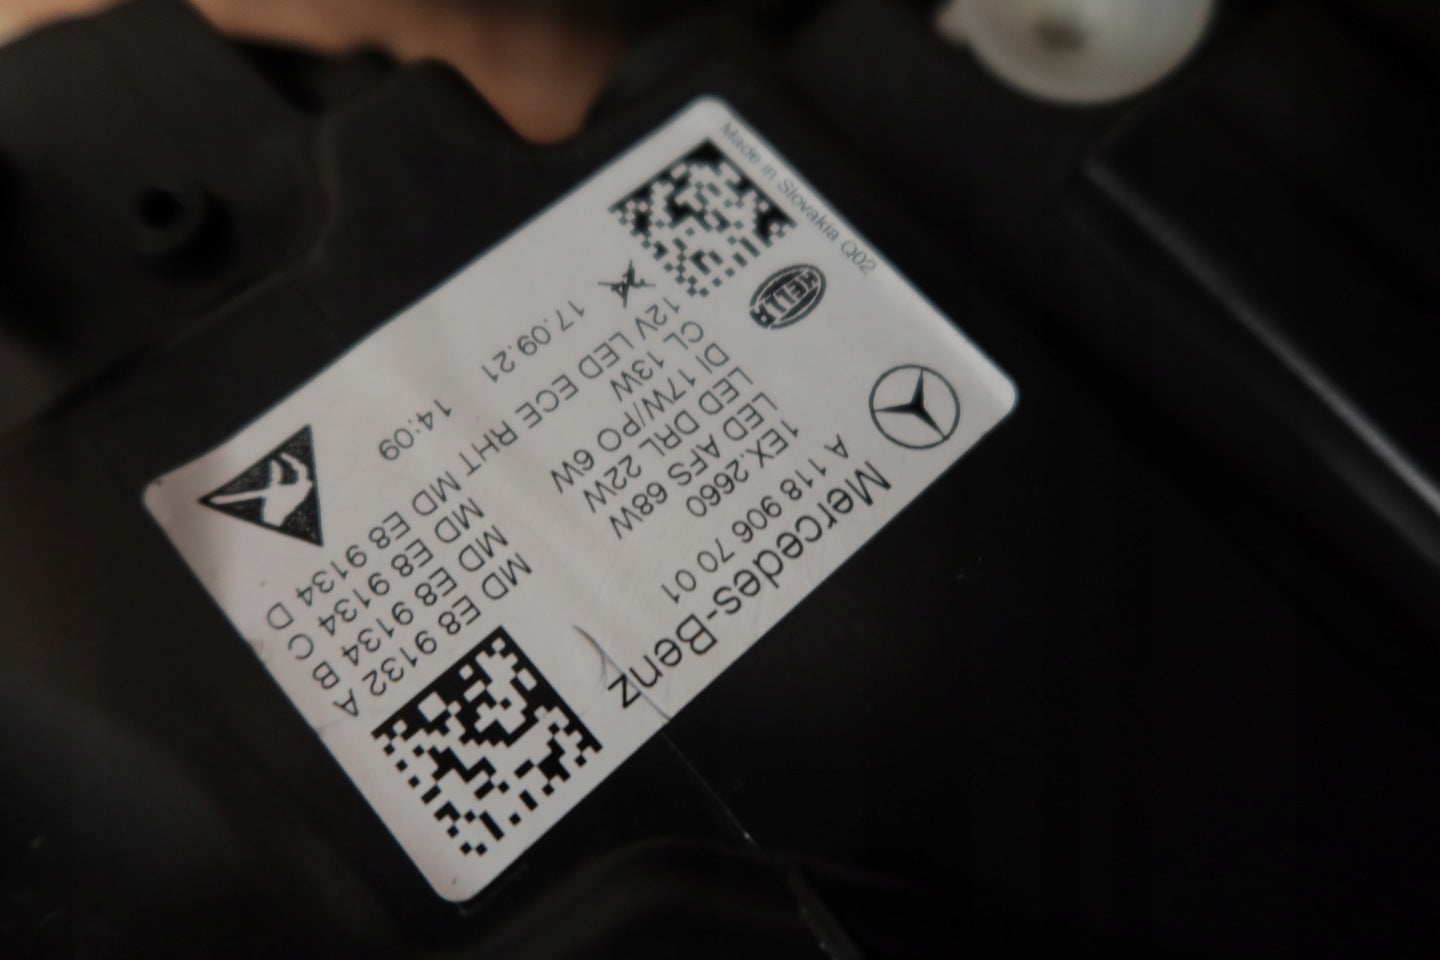 Mercedes-Benz
A 118 906 70 01
1EX.2660
LED AFS 68W
LED DRL 22W
DI 17W/PO 6W
CL 13W
12V LED ECE RHT MD E8 9134 D
MD E8 9134 C
MD E8 9134 B
MD E8 9132 A
17.09.21
14:09
HELLA
Made in Slovakia Q02